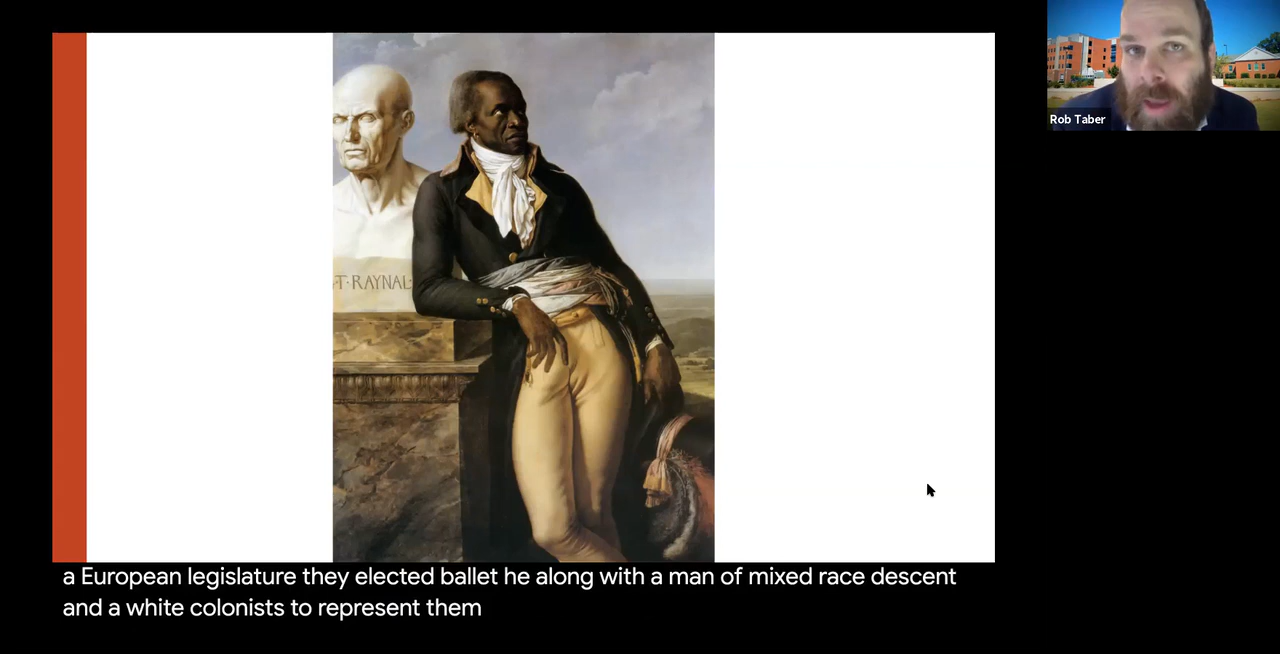 Rob Taber
T·RAYNAL·
a European legislature they elected ballet he along with a man of mixed race descent
and a white colonists to represent them